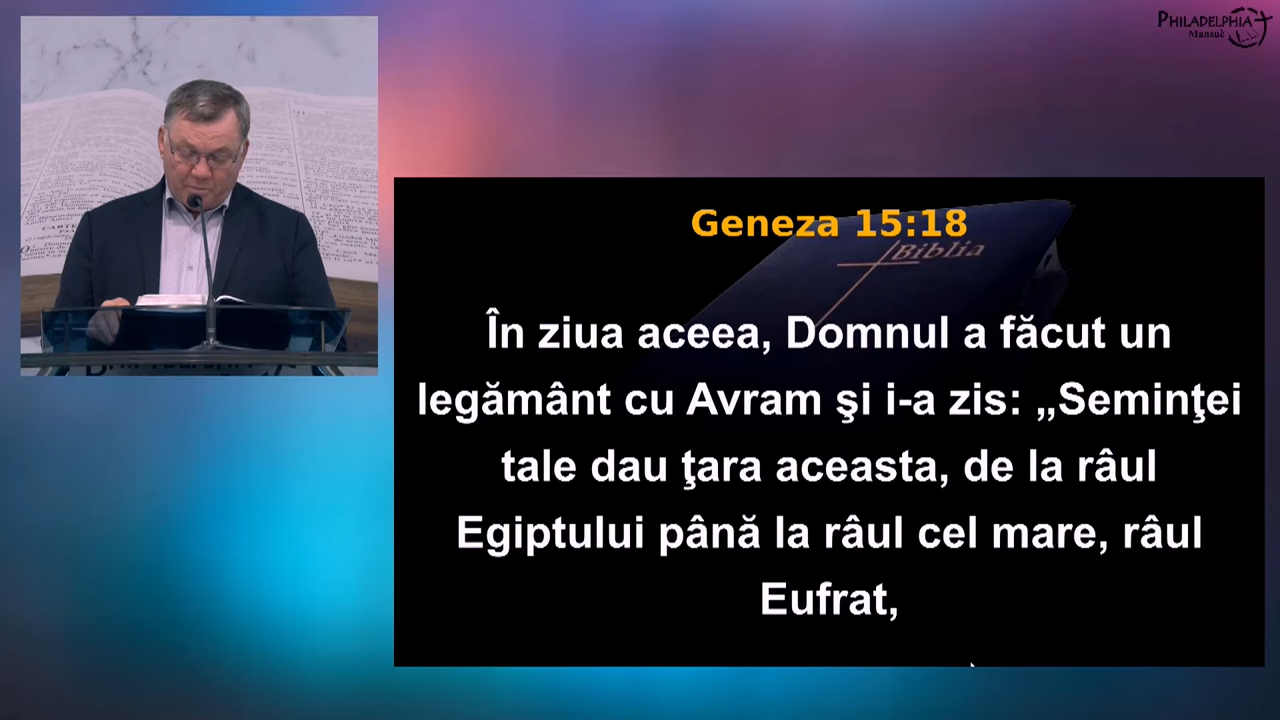 PHILADELPHIA
Mansuè
Geneza 15:18
Biblia
În ziua aceea, Domnul a făcut un
legământ cu Avram şi i-a zis: „Seminţei
tale dau ţara aceasta, de la râul
Egiptului până la râul cel mare, râul
Eufrat,